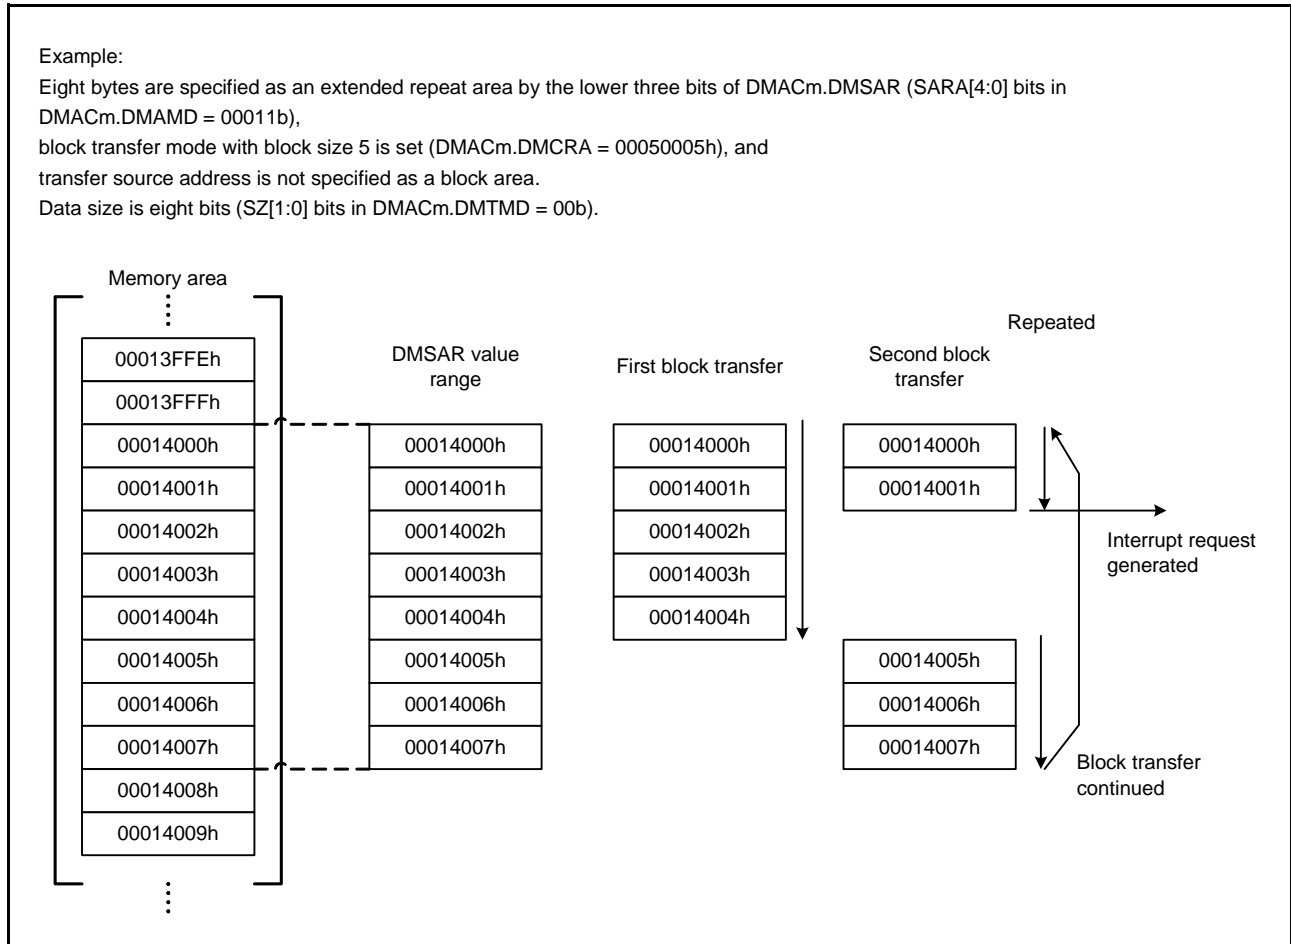 Example:
Eight bytes are specified as an extended repeat area by the lower three bits of DMACm.DMSAR (SARA[4:0] bits in
DMACm.DMAMD = 00011b),
block transfer mode with block size 5 is set (DMACm.DMCRA = 00050005h), and
transfer source address is not specified as a block area.
Data size is eight bits (SZ[1:0] bits in DMACm.DMTMD = 00b).
Memory area
00013FFEh
00013FFFh
00014000h
00014001h
00014002h
00014003h
00014004h
00014005h
00014006h
00014007h
00014008h
00014009h
DMSAR value
range
00014000h
00014001h
00014002h
00014003h
00014004h
00014005h
00014006h
00014007h
First block transfer
00014000h
00014001h
00014002h
00014003h
00014004h
Second block
transfer
00014000h
00014001h
00014005h
00014006h
00014007h
Repeated
Interrupt request
generated
Block transfer
continued